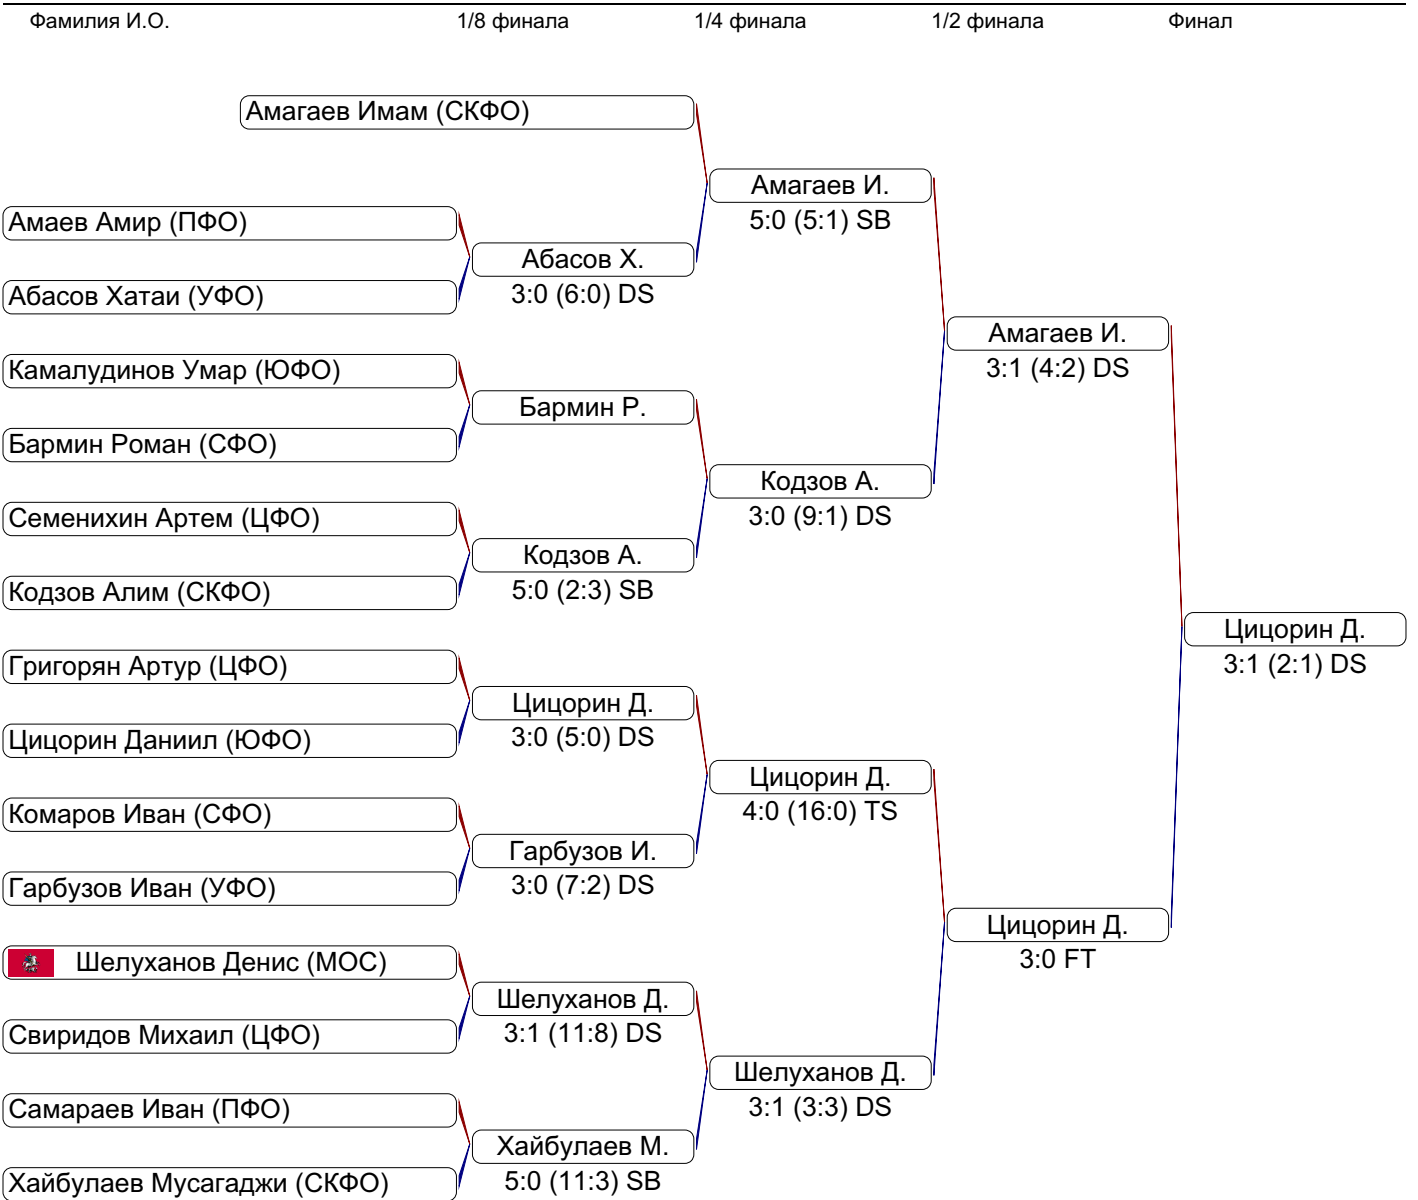 Фамилия И.О. 1/8 финала 1/4 финала 1/2 финала Финал
Амагаев Имам (СКФО)
Амагаев И.
5:0 (5:1) SB
Амаев Амир (ПФО)
Абасов Х.
3:0 (6:0) DS
Абасов Хатаи (УФО)
Амагаев И.
3:1 (4:2) DS
Камалудинов Умар (ЮФО)
Бармин Р.
Бармин Роман (СФО)
Кодзов А.
3:0 (9:1) DS
Семенихин Артем (ЦФО)
Кодзов А.
5:0 (2:3) SB
Кодзов Алим (СКФО)
Цицорин Д.
3:1 (2:1) DS
Григорян Артур (ЦФО)
Цицорин Д.
3:0 (5:0) DS
Цицорин Даниил (ЮФО)
Цицорин Д.
4:0 (16:0) TS
Комаров Иван (СФО)
Гарбузов И.
3:0 (7:2) DS
Гарбузов Иван (УФО)
Цицорин Д.
3:0 FT
Шелуханов Денис (МОС)
Шелуханов Д.
3:1 (11:8) DS
Свиридов Михаил (ЦФО)
Шелуханов Д.
3:1 (3:3) DS
Самараев Иван (ПФО)
Хайбулаев М.
5:0 (11:3) SB
Хайбулаев Мусагаджи (СКФО)